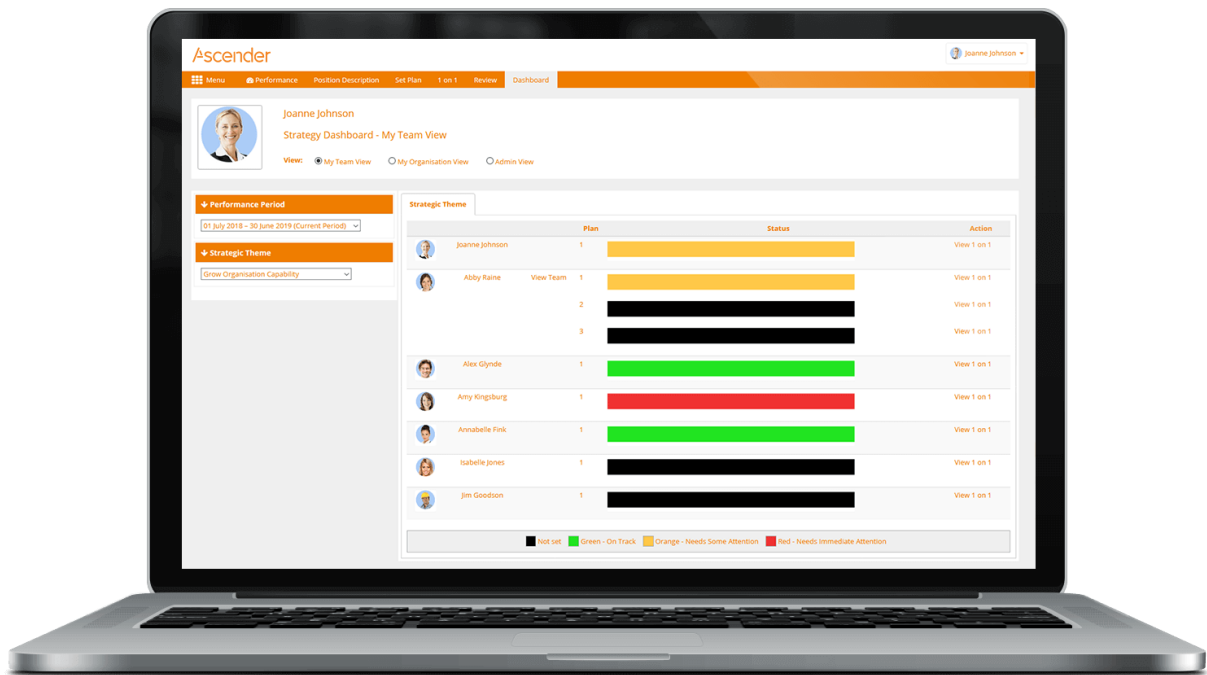 Ascender
Joanne Johnson
Menu Performance Position Description Set Plan 1 on 1 Review Dashboard
Joanne Johnson
Strategy Dashboard - My Team View
View: My Team View My Organisation View Admin View
Performance Period
01 July 2018 – 30 June 2019 (Current Period)
Strategic Theme
Grow Organisation Capability
Strategic Theme
Plan Status Action
Joanne Johnson 1 View 1 on 1
Abby Raine View Team 1 View 1 on 1
2 View 1 on 1
3 View 1 on 1
Alex Glynde 1 View 1 on 1
Amy Kingsburg 1 View 1 on 1
Annabelle Fink 1 View 1 on 1
Isabelle Jones 1 View 1 on 1
Jim Goodson 1 View 1 on 1
Not set Green - On Track Orange - Needs Some Attention Red - Needs Immediate Attention